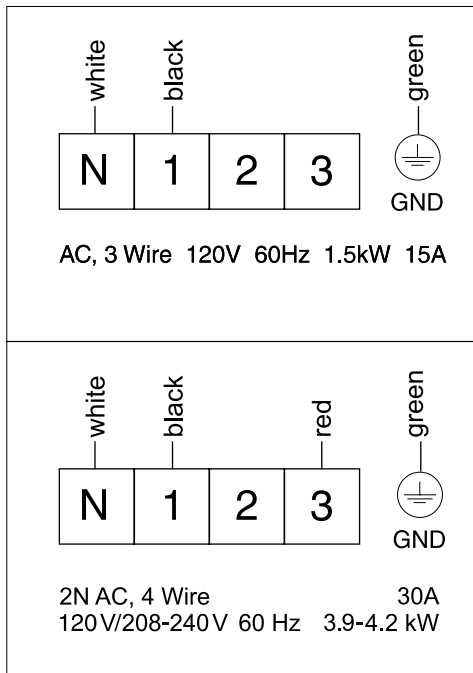 white black green
N 1 2 3
GND
AC, 3 Wire 120V 60Hz 1.5kW 15A
white black red green
N 1 2 3
GND
2N AC, 4 Wire 30A
120V/208-240V 60 Hz 3.9-4.2 kW